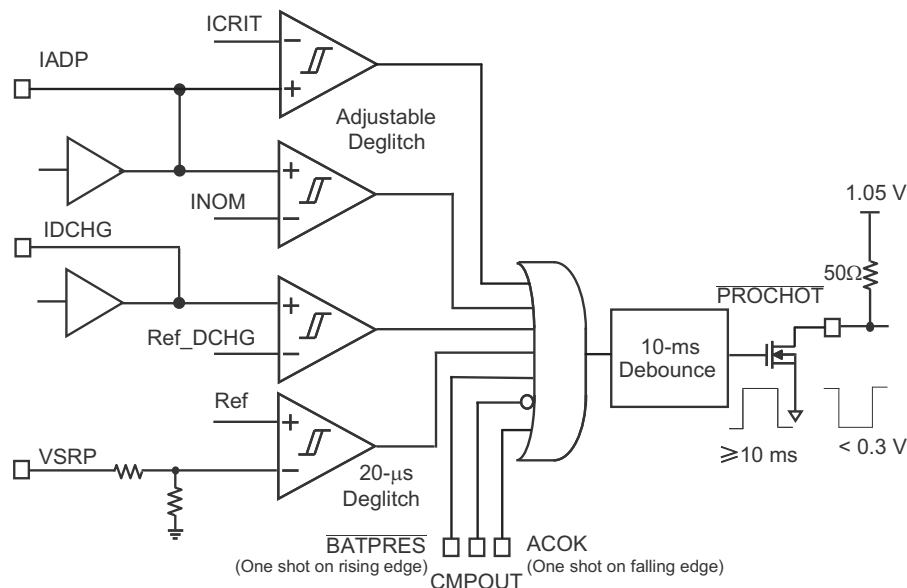 ICRIT
IADP
Adjustable
Deglitch
INOM
1.05 V
IDCHG
50Ω
PROCHOT
Ref_DCHG
10-ms
Debounce
Ref
≥10 ms
< 0.3 V
VSRP
20-μs
Deglitch
BATPRES
ACOK
(One shot on rising edge)
(One shot on falling edge)
CMPOUT